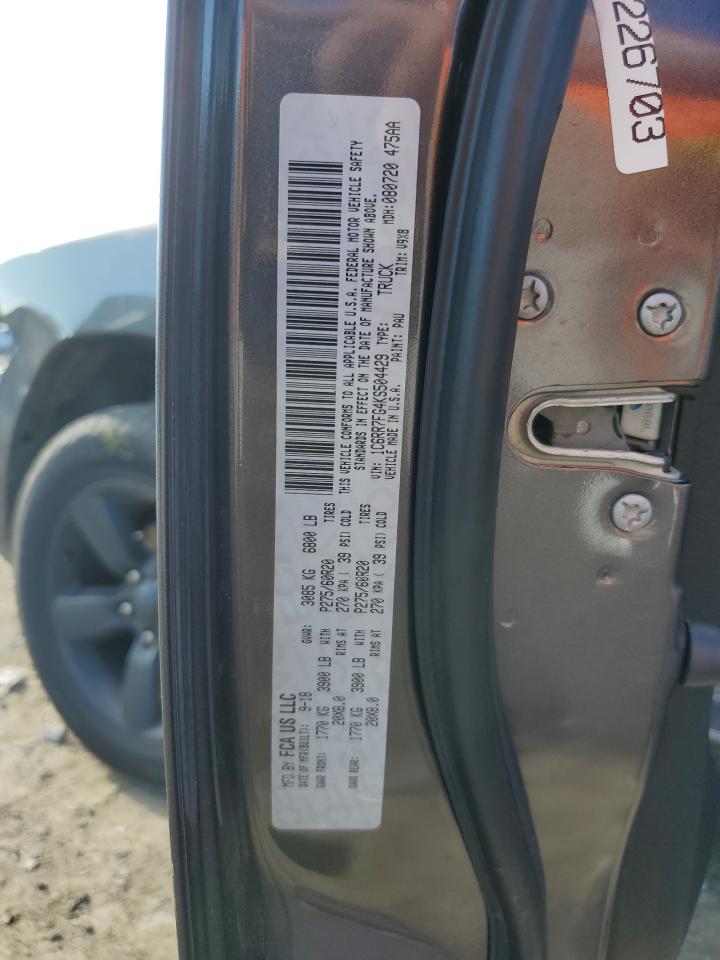 MFD BY FCA US LLC
DATE OF MFR(BUILT): 9-18 GVWR: 3085 KG 6800 LB
GAWR FRONT: 1770 KG 3900 LB WITH P275/60R20 TIRES
20X8.0 RIMS AT 270 KPA ( 39 PSI) COLD
GAWR REAR: 1770 KG 3900 LB WITH P275/60R20 TIRES
20X8.0 RIMS AT 270 KPA ( 39 PSI) COLD
THIS VEHICLE CONFORMS TO ALL APPLICABLE U.S.A. FEDERAL MOTOR VEHICLE SAFETY
STANDARDS IN EFFECT ON THE DATE OF MANUFACTURE SHOWN ABOVE.
VIN: 1C6RR7FG4KS504429 TYPE: TRUCK MDH:080720 475AA
VEHICLE MADE IN U.S.A. PAINT: PAU TRIM: V9X8
226703